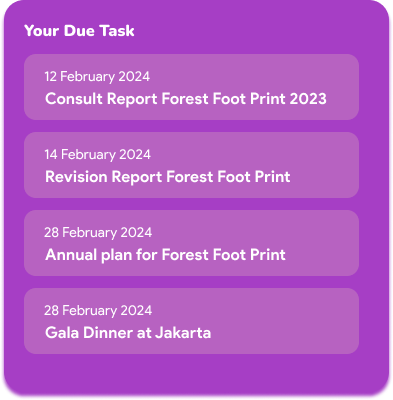 Your Due Task
12 February 2024
Consult Report Forest Foot Print 2023
14 February 2024
Revision Report Forest Foot Print
28 February 2024
Annual plan for Forest Foot Print
28 February 2024
Gala Dinner at Jakarta